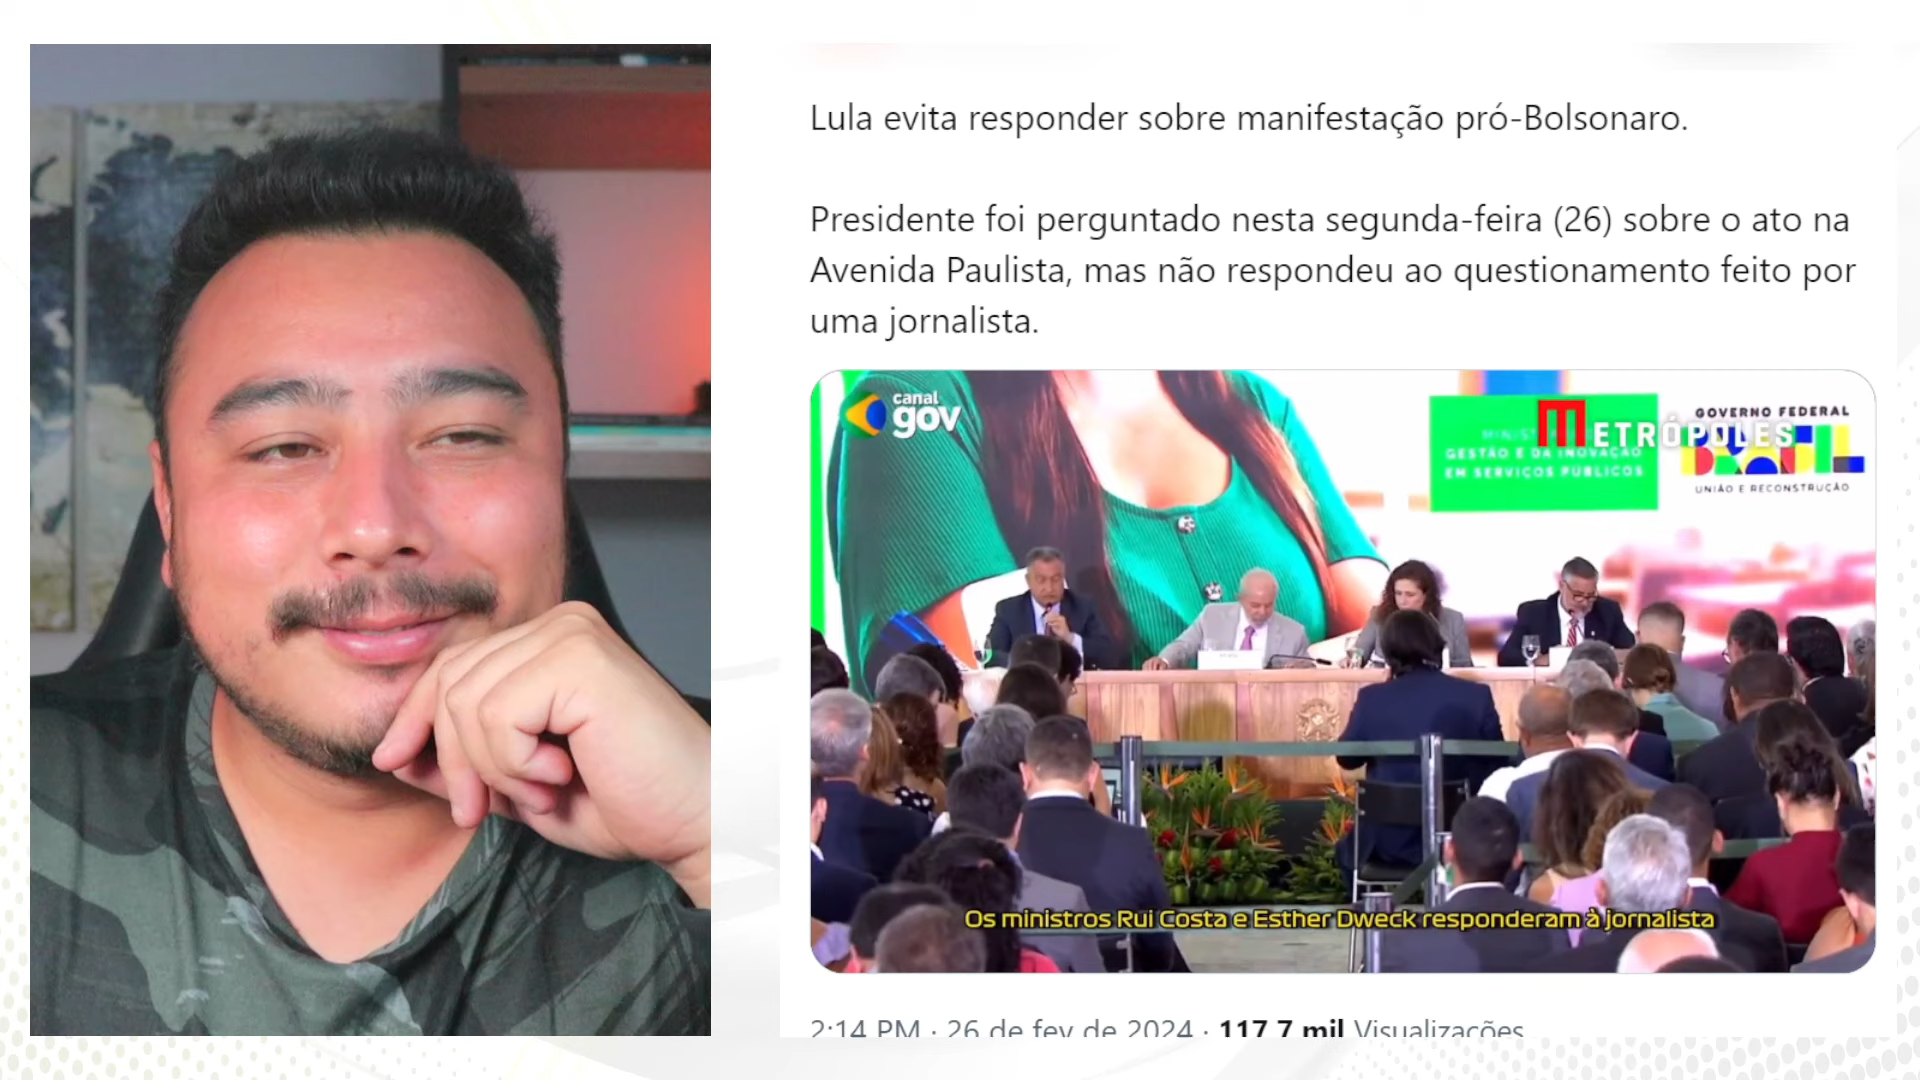 Lula evita responder sobre manifestação pró-Bolsonaro.
Presidente foi perguntado nesta segunda-feira (26) sobre o ato na
Avenida Paulista, mas não respondeu ao questionamento feito por
uma jornalista.
canal
gov
METRÓPOLES
GESTÃO E DA INOVAÇÃO
EM SERVIÇOS PÚBLICOS
GOVERNO FEDERAL
BRASIL
UNIÃO E RECONSTRUÇÃO
Os ministros Rui Costa e Esther Dweck responderam à jornalista
2:14 PM · 26 de fev de 2024 · 117,7 mil Visualizações